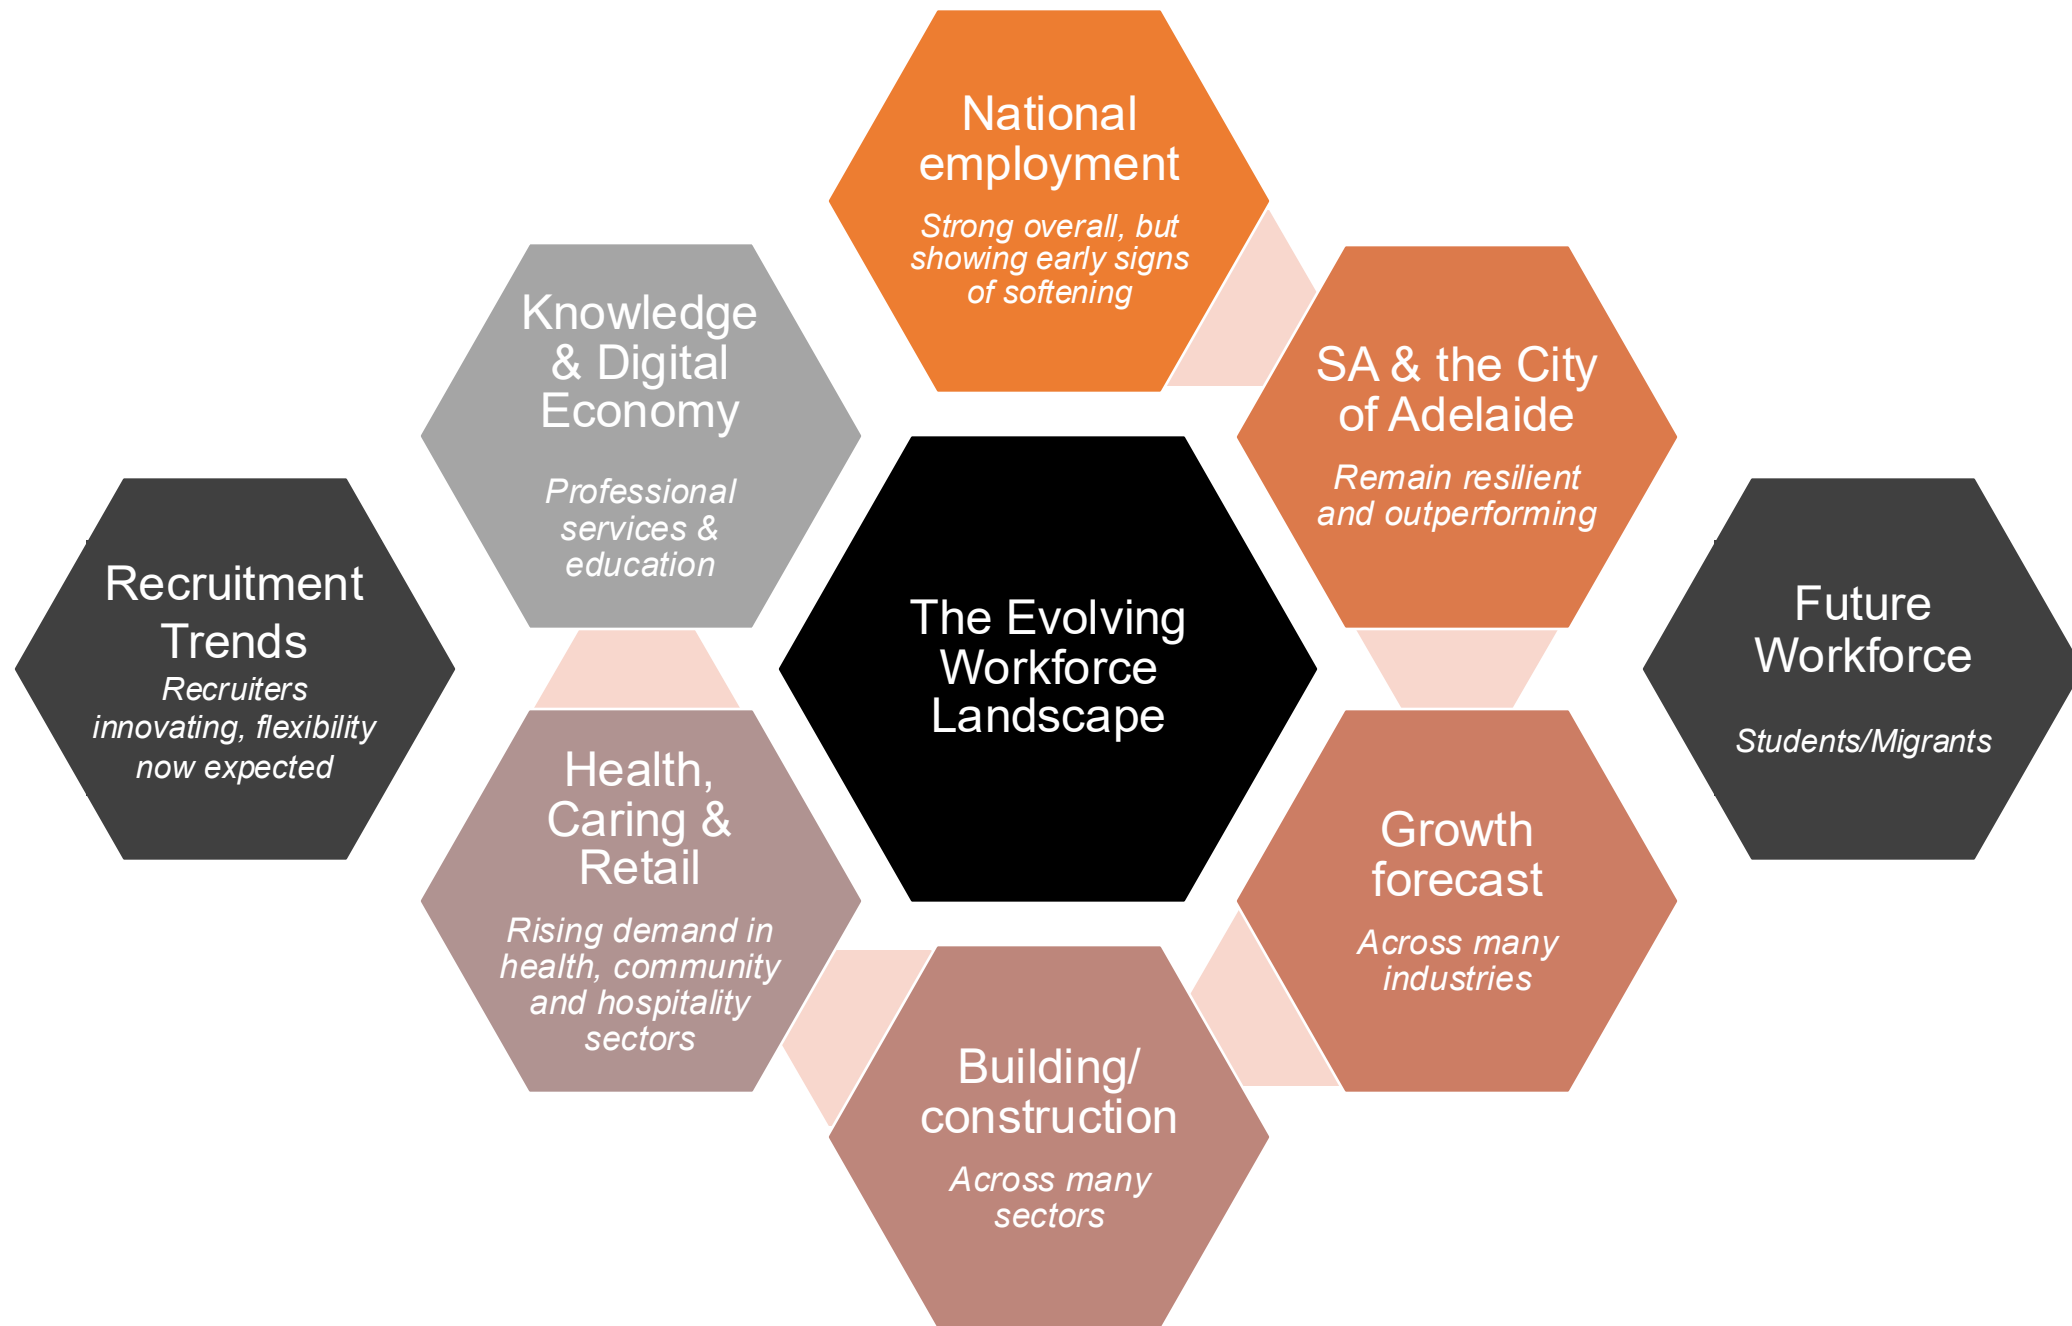 National
employment
Strong overall, but
showing early signs
of softening
Knowledge
& Digital
Economy
Professional
services &
education
SA & the City
of Adelaide
Remain resilient
and outperforming
Recruitment
Trends
Recruiters
innovating, flexibility
now expected
The Evolving
Workforce
Landscape
Future
Workforce
Students/Migrants
Health,
Caring &
Retail
Rising demand in
health, community
and hospitality
sectors
Growth
forecast
Across many
industries
Building/
construction
Across many
sectors